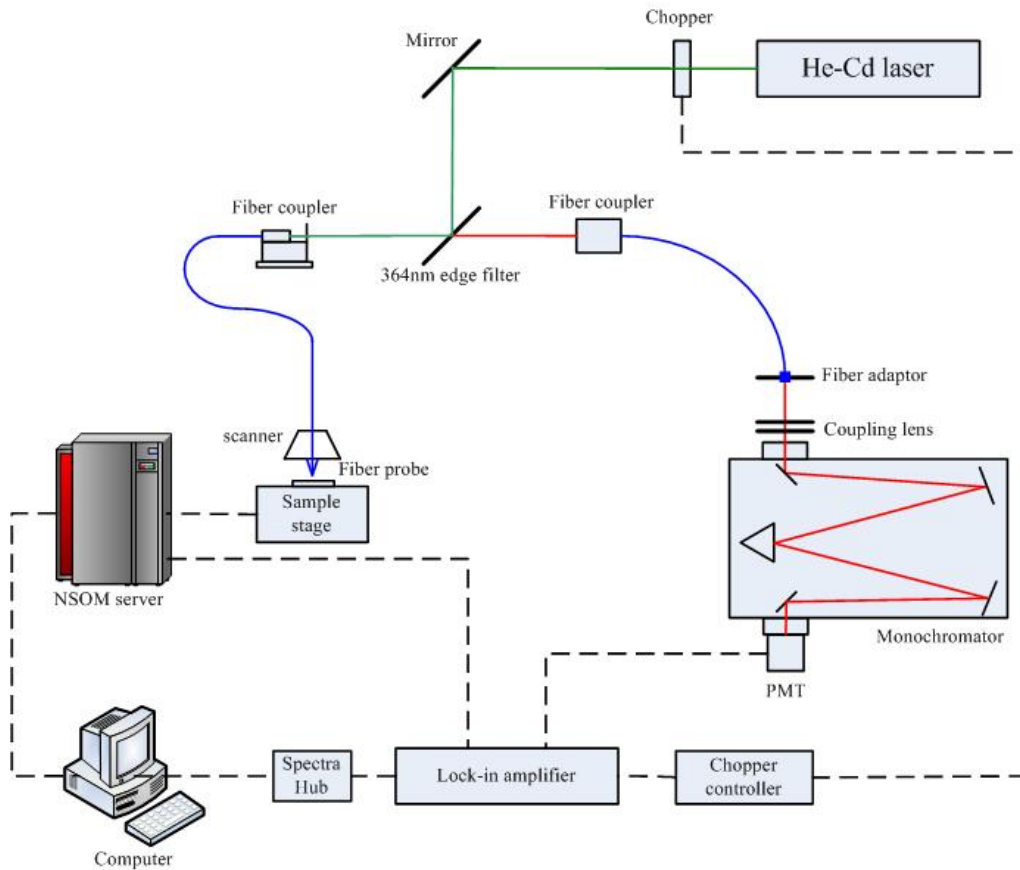 Chopper
Mirror
He-Cd laser
Fiber coupler
Fiber coupler
364nm edge filter
Fiber adaptor
scanner
Coupling lens
Fiber probe
Sample
stage
NSOM server
Monochromator
PMT
Spectra
Hub
Lock-in amplifier
Chopper
controller
Computer